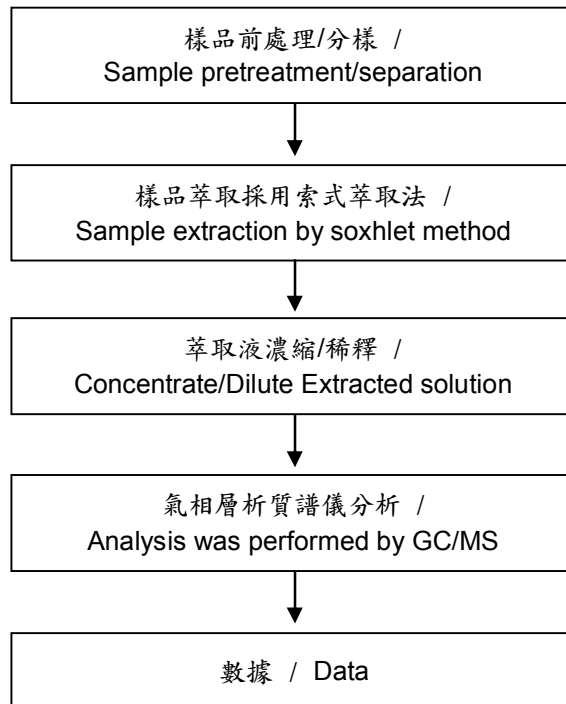 樣品前處理/分樣 /
Sample pretreatment/separation
樣品萃取採用索式萃取法 /
Sample extraction by soxhlet method
萃取液濃縮/稀釋 /
Concentrate/Dilute Extracted solution
氣相層析質譜儀分析 /
Analysis was performed by GC/MS
數據 / Data